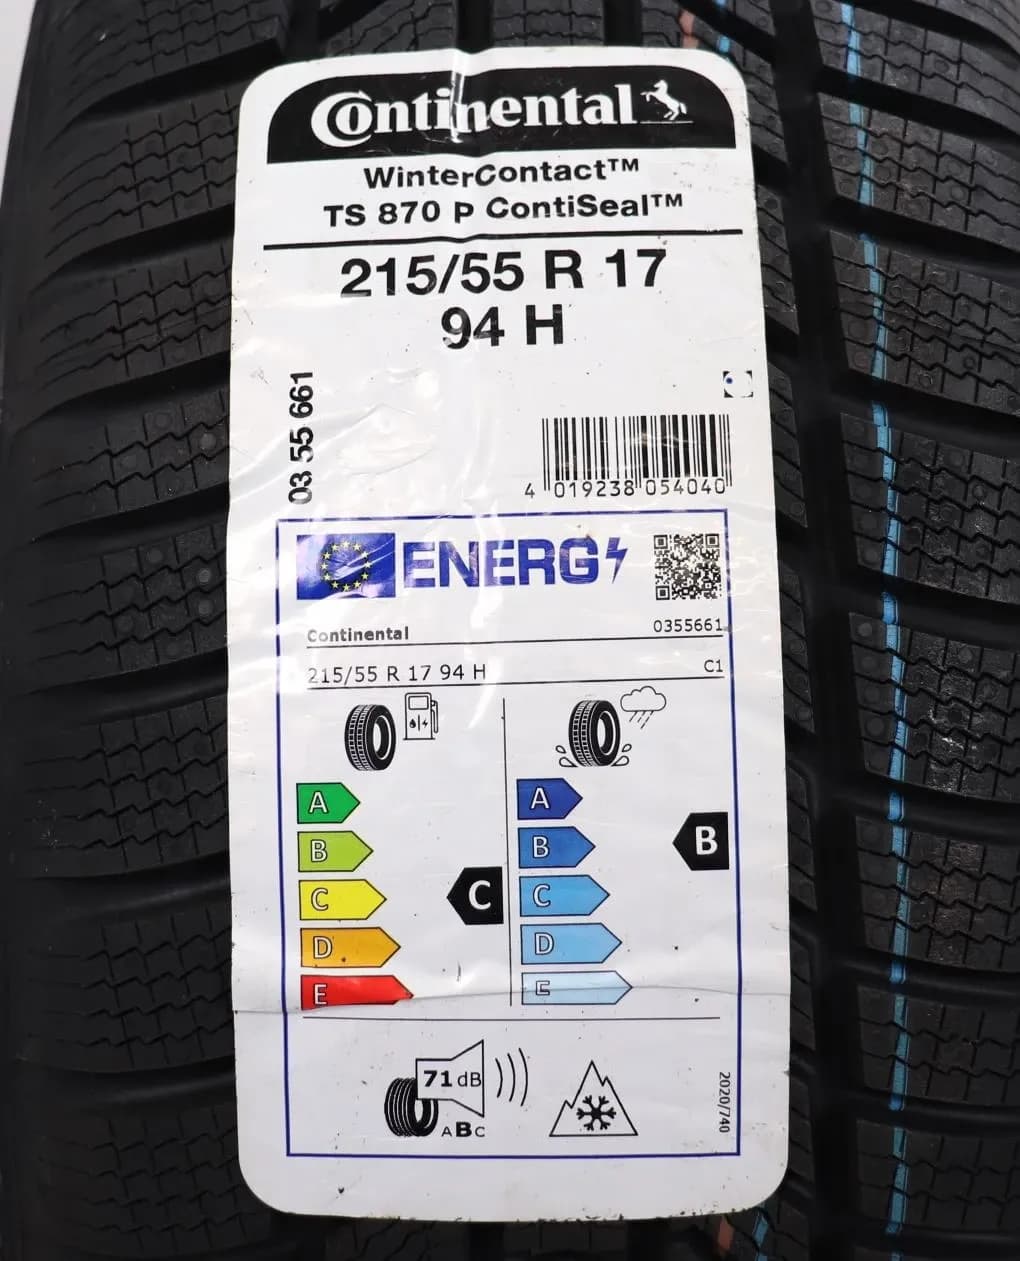 Continental
WinterContact™
TS 870 P ContiSeal™
215/55 R 17
94 H
03 55 661
4 019238 054040
ENERG
Continental 0355661
215/55 R 17 94 H C1
A A
B B B
C C C
D D
E E
71 dB
ABC
2020/740